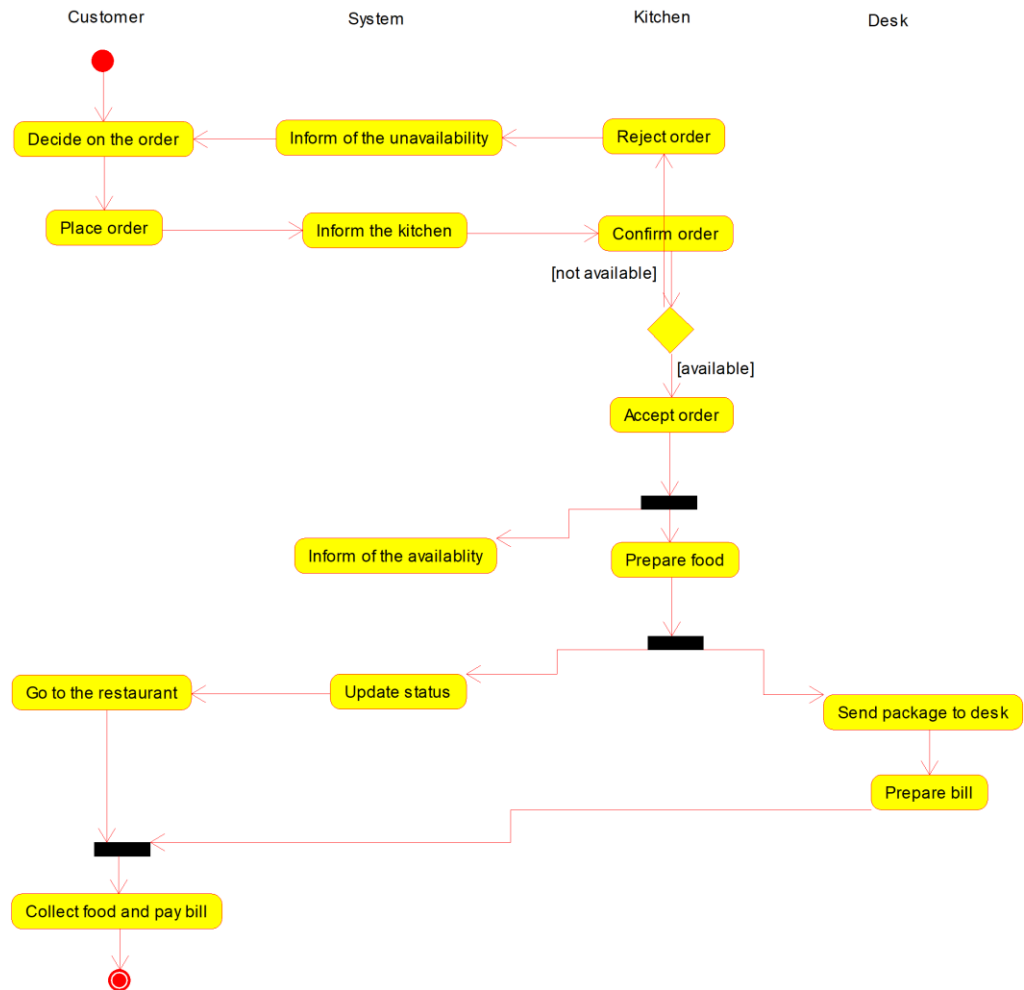 Customer
System
Kitchen
Desk
Decide on the order
Inform of the unavailability
Reject order
Place order
Inform the kitchen
Confirm order
[not available]
[available]
Accept order
Inform of the availablity
Prepare food
Go to the restaurant
Update status
Send package to desk
Prepare bill
Collect food and pay bill